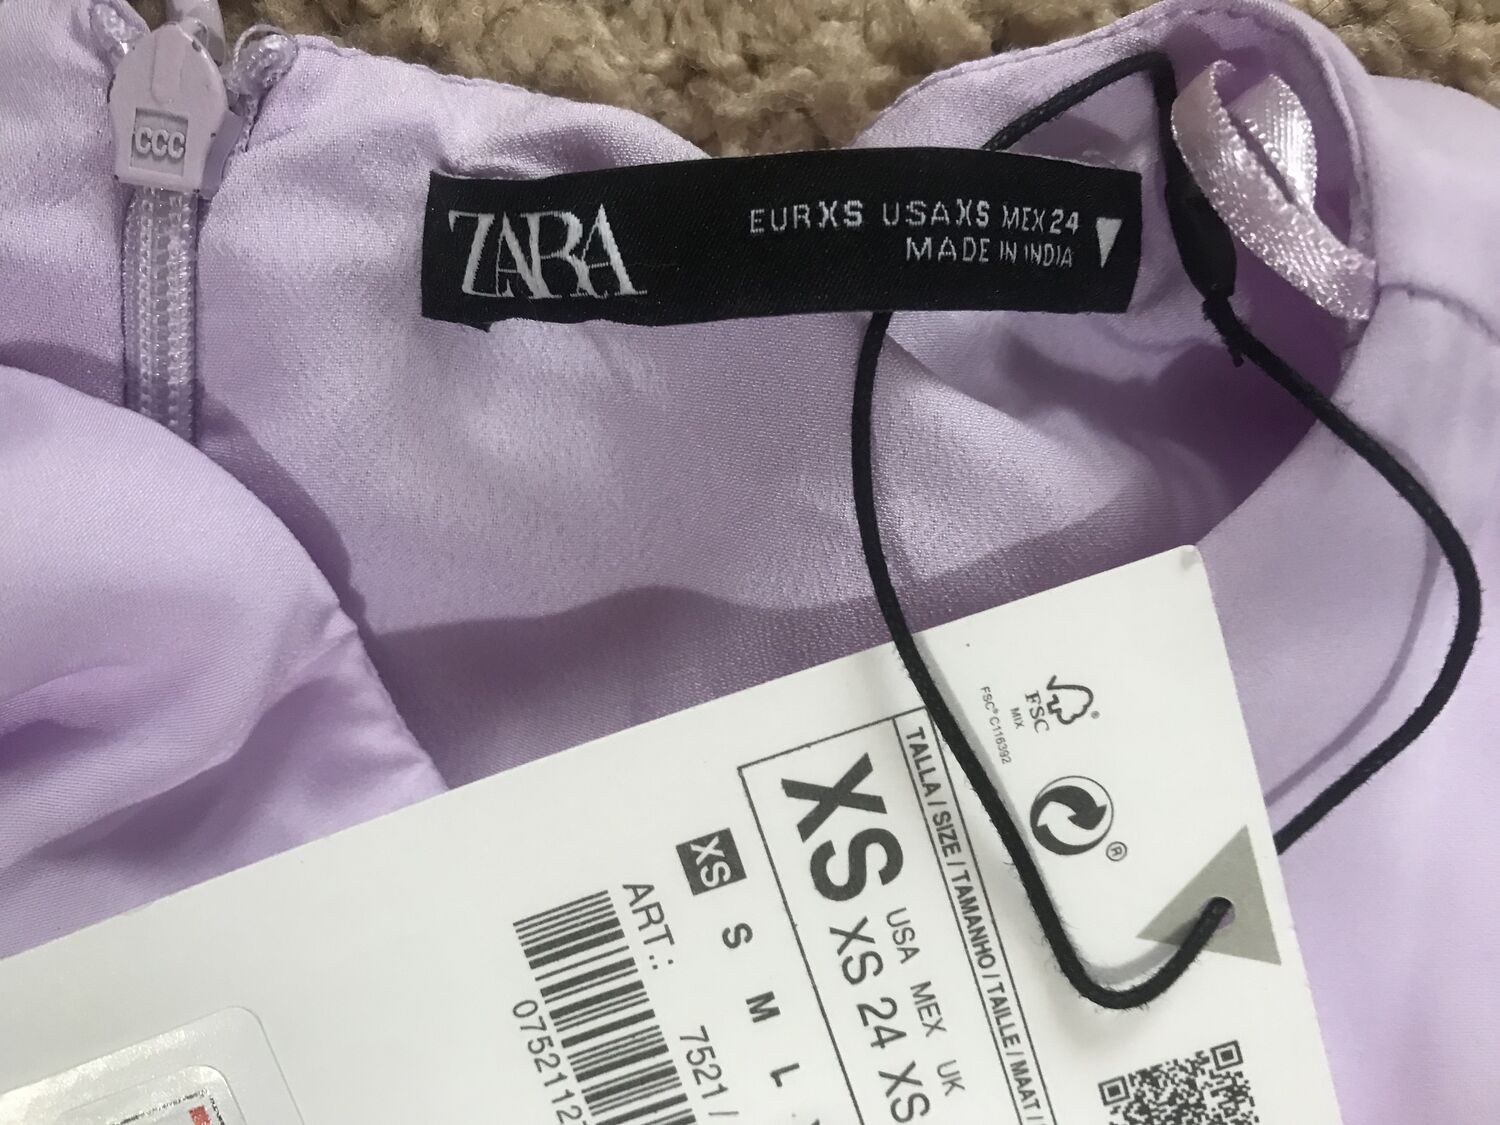 CCC
ZARA
EUR XS USA XS MEX 24
MADE IN INDIA
FSC®
MIX
FSC® C116392
®
TALLA / SIZE / TAMANHO / TAILLE / MAAT /
XS
USA MEX UK
XS 24 XS
XS S M L
ART.: 7521 /
0752112